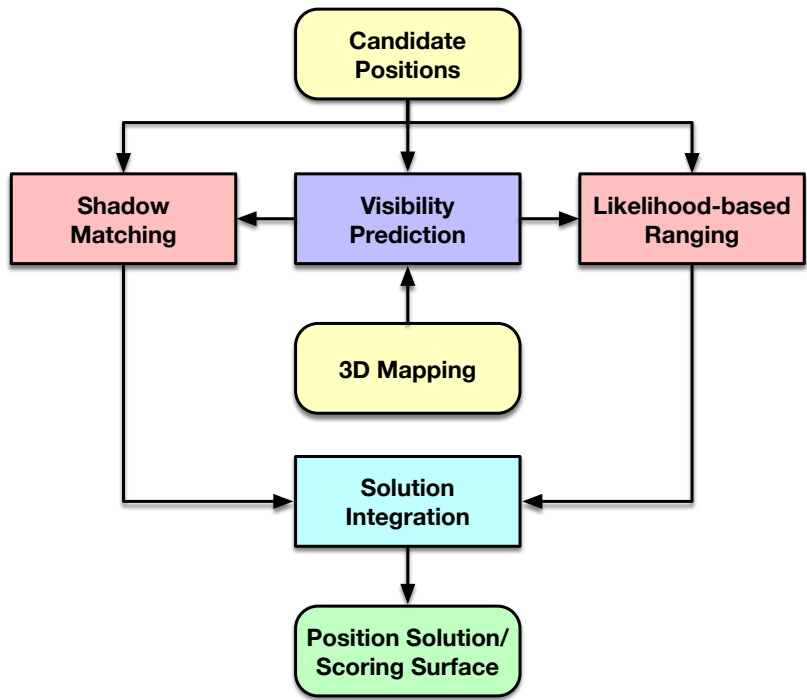 Candidate
Positions
Shadow
Matching
Visibility
Prediction
Likelihood-based
Ranging
3D Mapping
Solution
Integration
Position Solution/
Scoring Surface